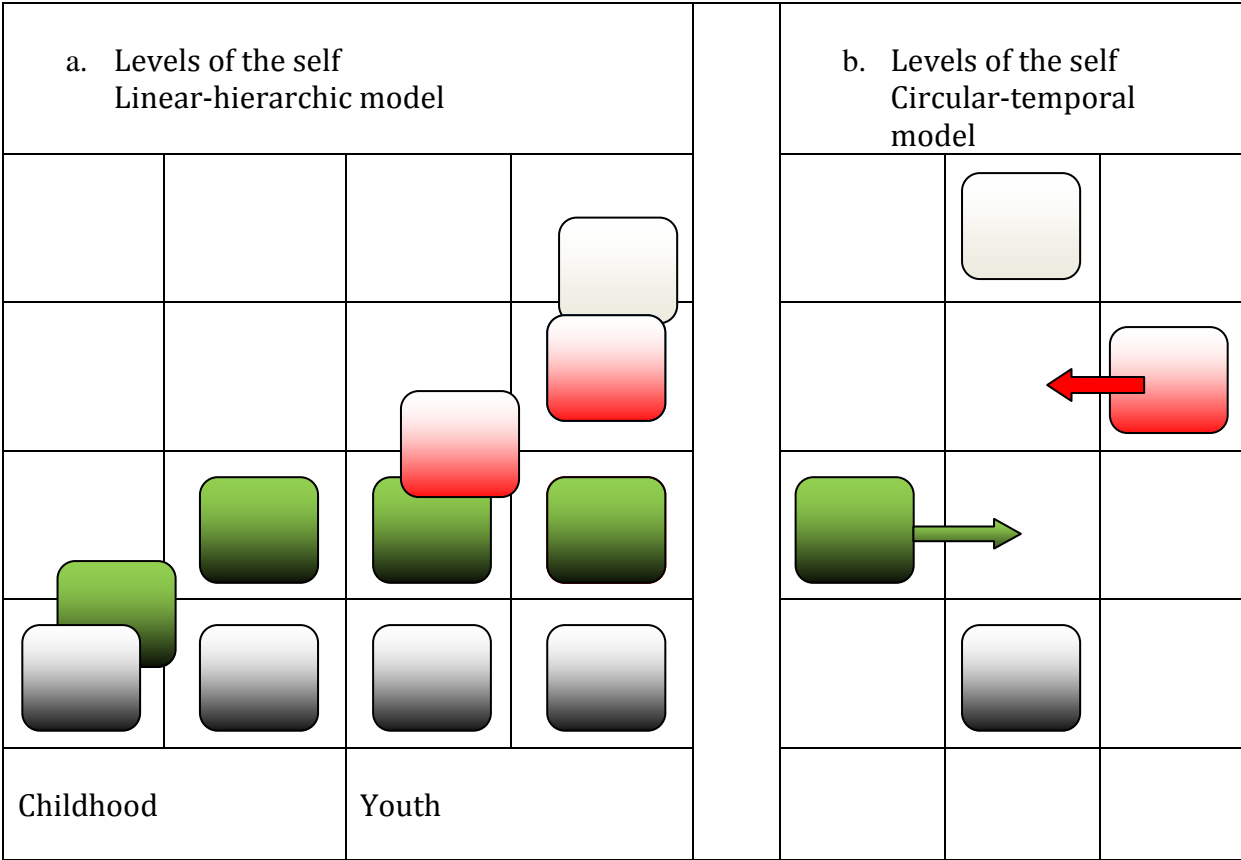 a. Levels of the self
Linear-hierarchic model
b. Levels of the self
Circular-temporal
model
Childhood
Youth